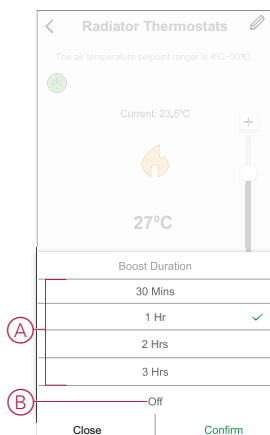 Radiator Thermostats
The air temperature setpoint ranger is 4°C~30°C.
Current: 23.5°C
+
27°C
Boost Duration
30 Mins
A
1 Hr
2 Hrs
3 Hrs
B
Off
Close Confirm